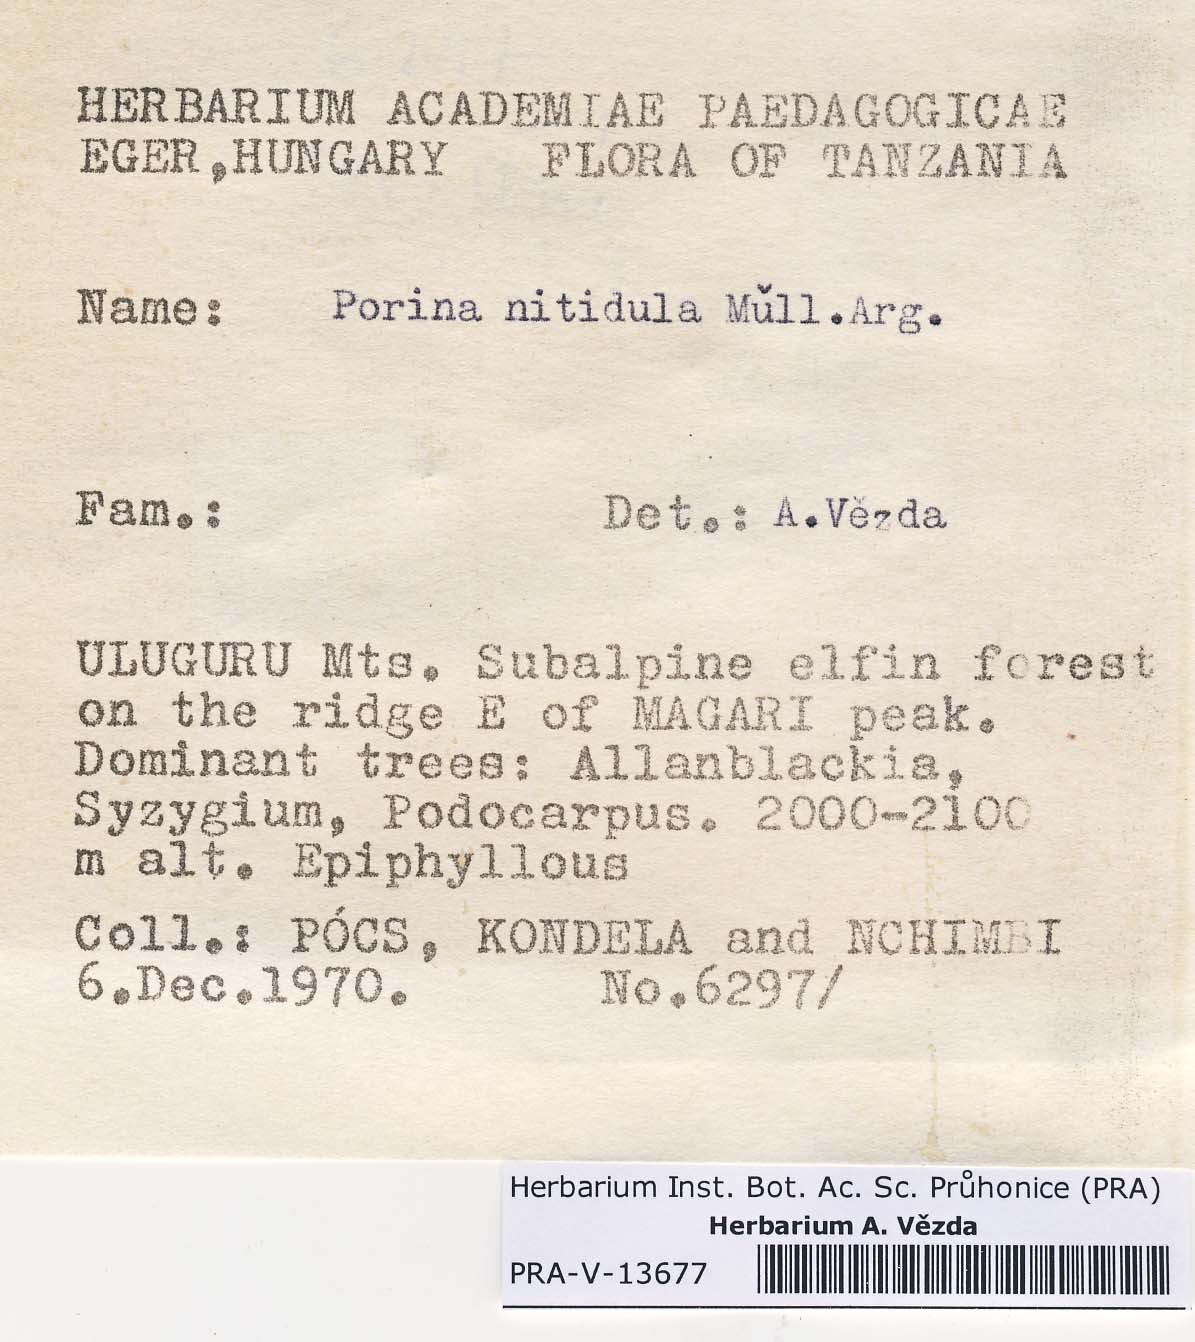 HERBARIUM ACADEMIAE PAEDAGOGICAE
EGER,HUNGARY FLORA OF TANZANIA
Name: Porina nitidula Mǔll.Arg.
Fam.: Det.: A.Vězda
ULUGURU Mts. Subalpine elfin forest
on the ridge E of MAGARI peak.
Dominant trees: Allanblackia,
Syzygium, Podocarpus. 2000-2100
m alt. Epiphyllous
Coll.: PÓCS, KONDELA and NCHIMBI
6.Dec.1970. No.6297/
Herbarium Inst. Bot. Ac. Sc. Průhonice (PRA)
Herbarium A. Vězda
PRA-V-13677